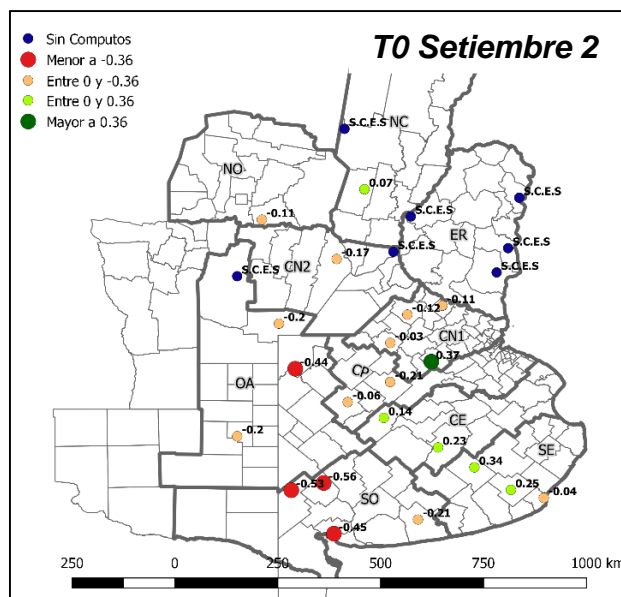 T0 Setiembre 2
Sin Computos
Menor a -0.36
Entre 0 y -0.36
Entre 0 y 0.36
Mayor a 0.36
S.C.E.S
NC
NO
0.07
S.C.E.S
-0.11
S.C.E.S
ER
S.C.E.S
S.C.E.S
S.C.E.S
CN2
-0.17
S.C.E.S
-0.2
-0.12
-0.11
-0.03
CN1
0.37
-0.44
CP
-0.21
OA
-0.06
0.14
CE
-0.2
0.23
SE
0.34
-0.56
-0.53
SO
0.25
-0.04
-0.21
-0.45
250 0 250 500 750 1000 km